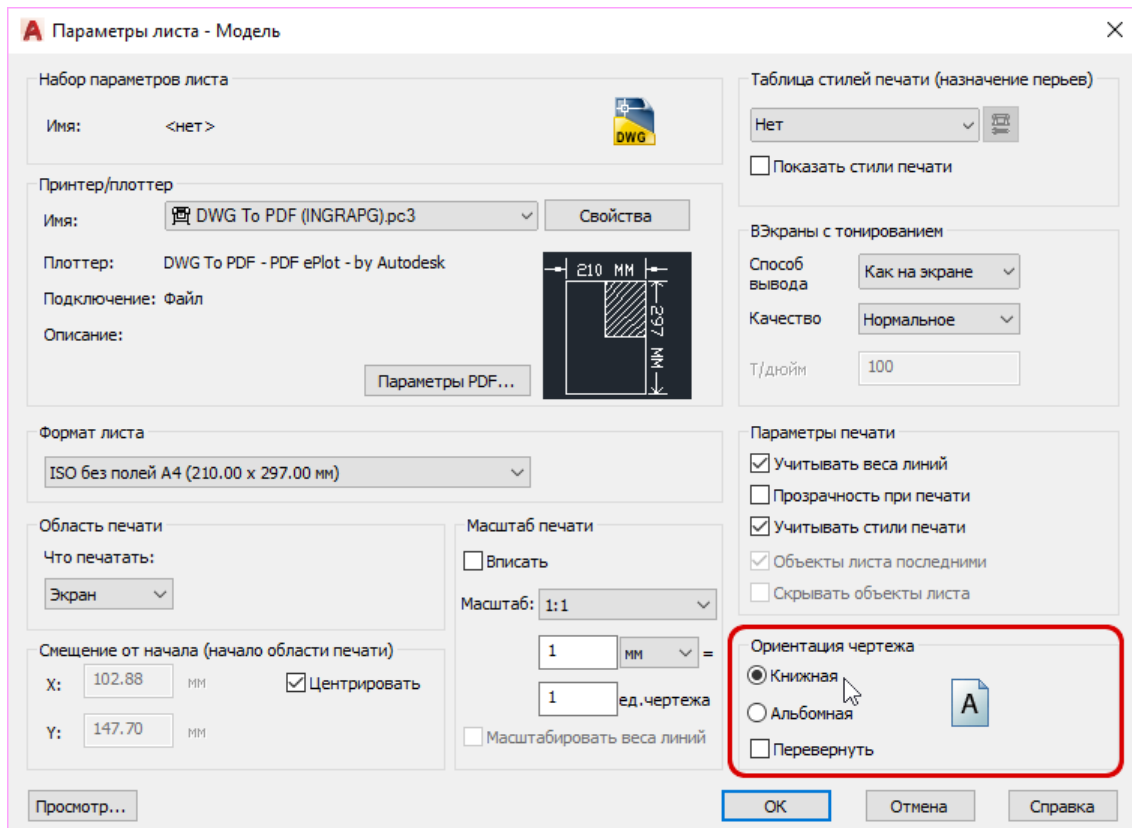 Параметры листа - Модель
Набор параметров листа
Имя: <нет>
DWG
Принтер/плоттер
Имя: DWG To PDF (INGRAPG).pc3 Свойства
Плоттер: DWG To PDF - PDF ePlot - by Autodesk
Подключение: Файл
Описание:
210 MM
297 MM
Параметры PDF...
Формат листа
ISO без полей A4 (210.00 x 297.00 мм)
Область печати
Что печатать:
Экран
Смещение от начала (начало области печати)
X: 102.88 мм Центрировать
Y: 147.70 мм
Масштаб печати
Вписать
Масштаб: 1:1
1 мм =
1 ед.чертежа
Масштабировать веса линий
Таблица стилей печати (назначение перьев)
Нет
Показать стили печати
ВЭкраны с тонированием
Способ
вывода
Как на экране
Качество Нормальное
Т/дюйм 100
Параметры печати
Учитывать веса линий
Прозрачность при печати
Учитывать стили печати
Объекты листа последними
Скрывать объекты листа
Ориентация чертежа
Книжная
Альбомная
Перевернуть
A
Просмотр... ОК Отмена Справка